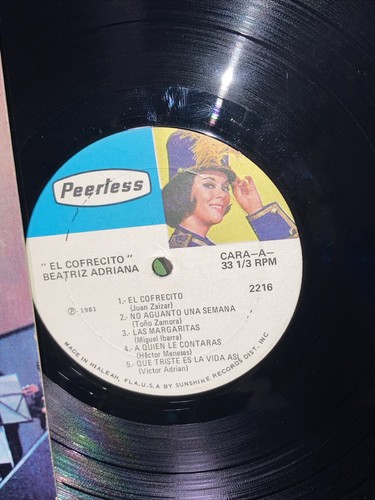 Peerless
"EL COFRECITO"
BEATRIZ ADRIANA
CARA-A-
33 1/3 RPM
2216
Ⓟ 1981
1.- EL COFRECITO
(Juan Zaizar)
2.- NO AGUANTO UNA SEMANA
(Toño Zamora)
3.- LAS MARGARITAS
(Miguel Ibarra)
4.- A QUIEN LE CONTARAS
(Héctor Meneses)
5.- QUE TRISTE ES LA VIDA ASI
(Victor Adrian)
MADE IN HIALEAH, FLA. U.S.A BY SUNSHINE RECORDS DIST. INC